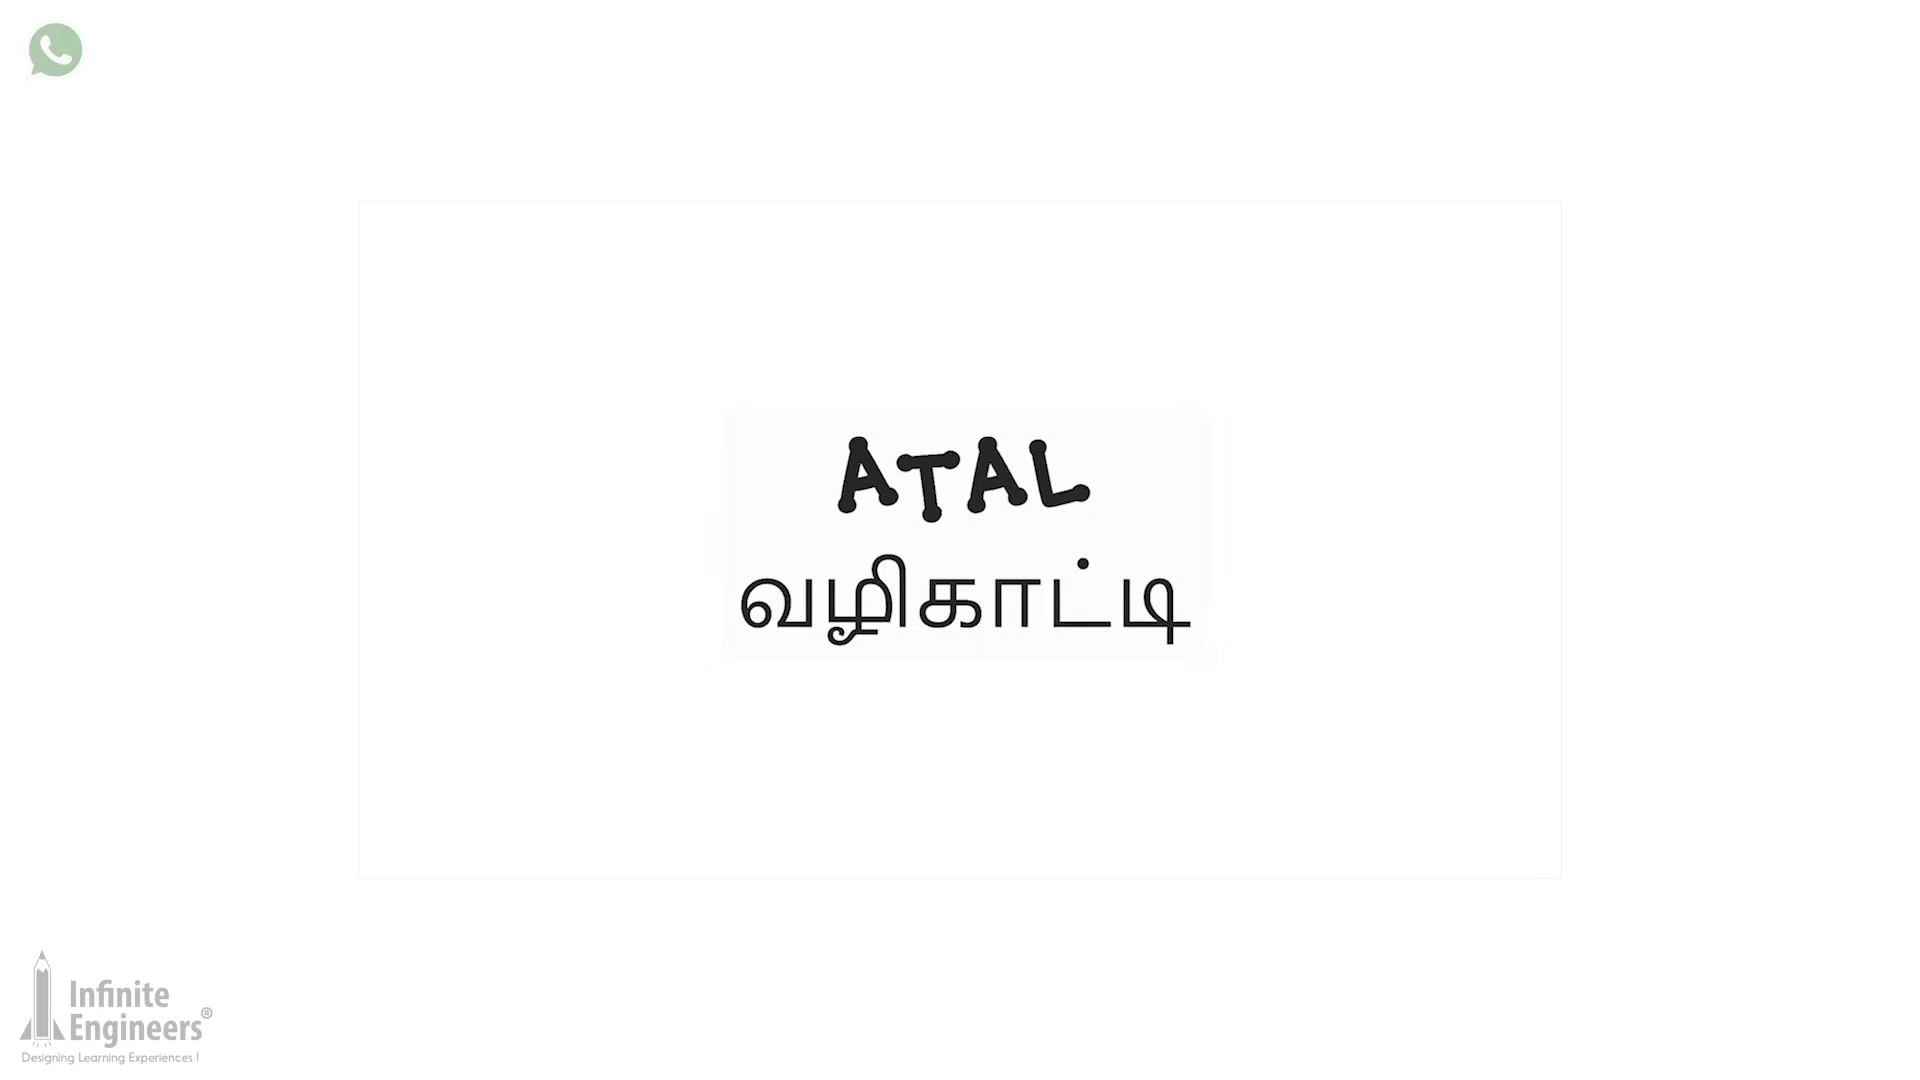 ATAL
வழிகாட்டி
Infinite
Engineers®
Designing Learning Experiences !